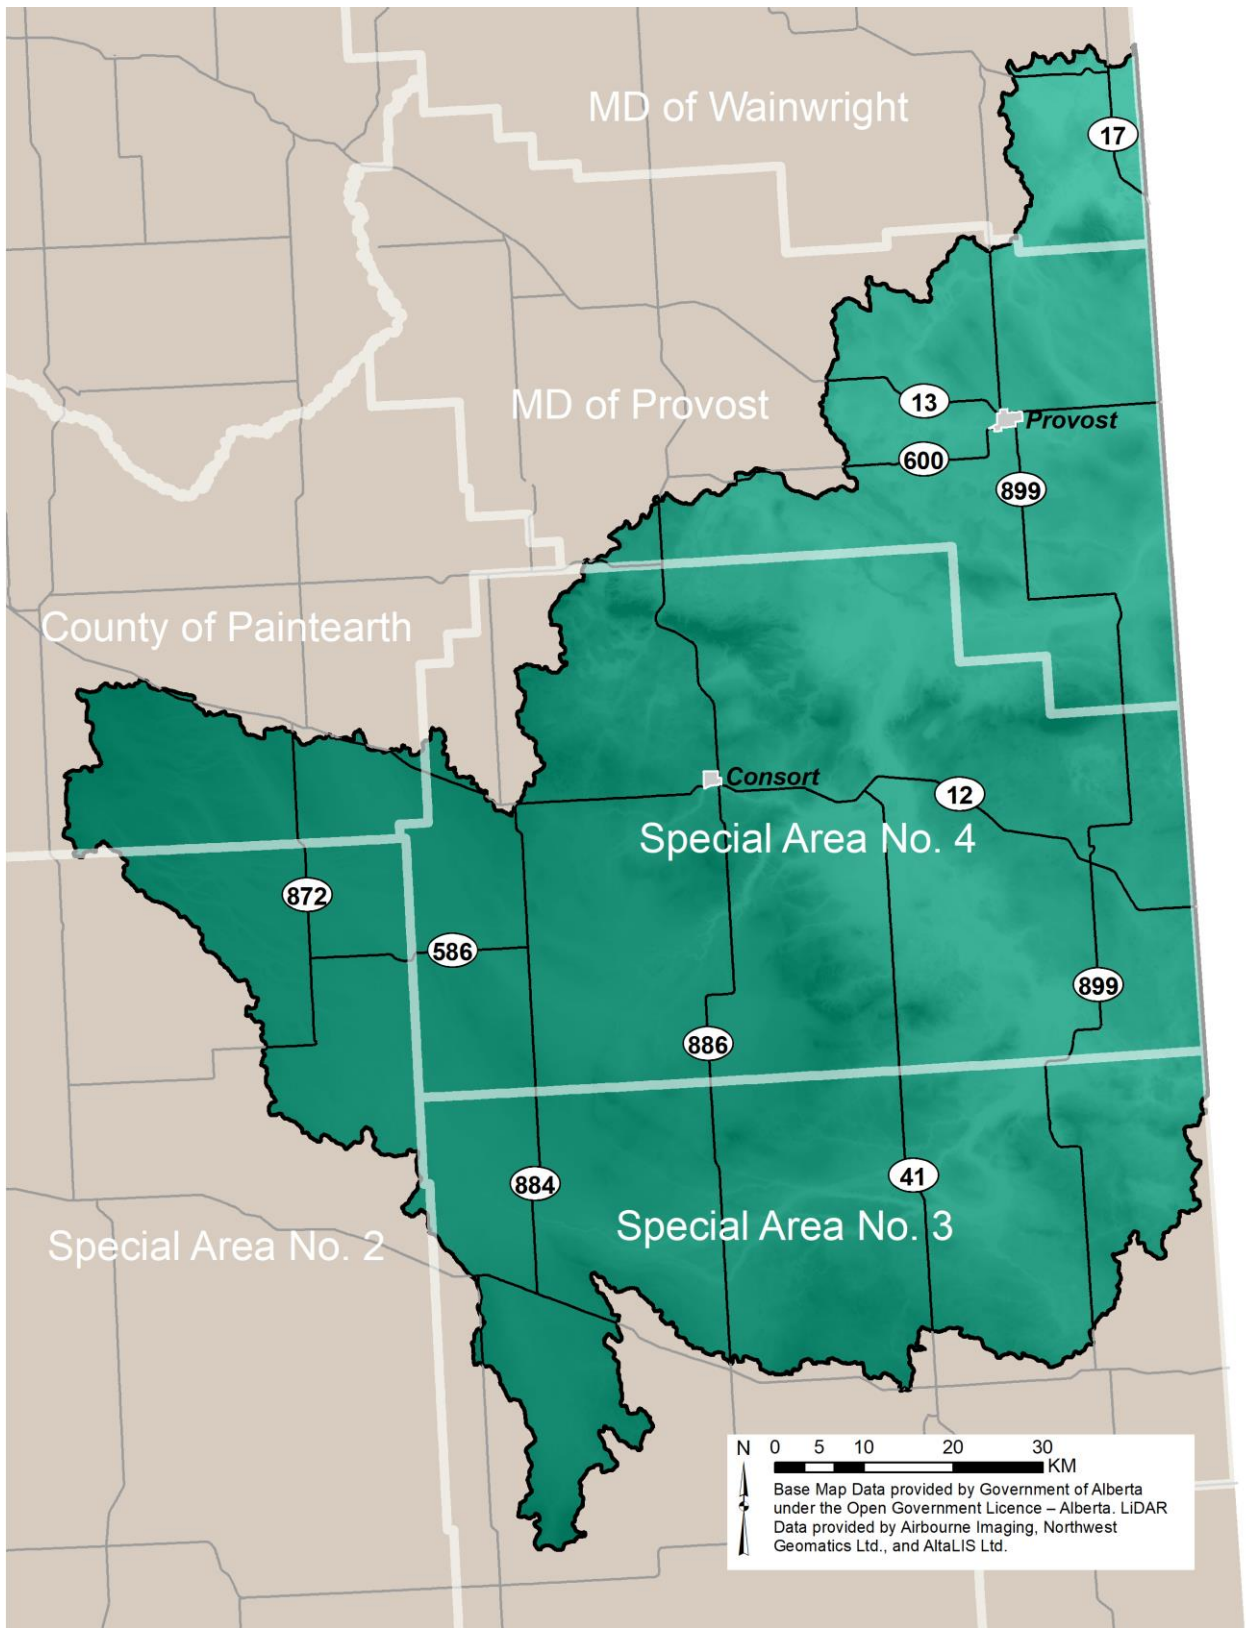 MD of Wainwright
17
MD of Provost
13
Provost
600
899
County of Paintearth
Consort
12
Special Area No. 4
872
586
899
886
884
41
Special Area No. 3
Special Area No. 2
N 0 5 10 20 30
KM
Base Map Data provided by Government of Alberta
under the Open Government Licence – Alberta. LiDAR
Data provided by Airbourne Imaging, Northwest
Geomatics Ltd., and AltaLIS Ltd.